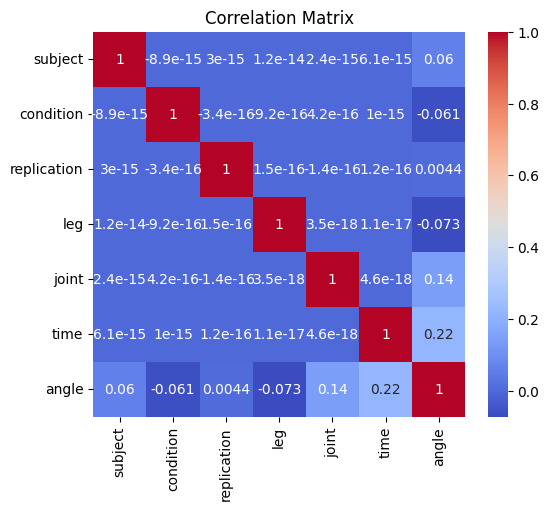 Correlation Matrix
subject 1 -8.9e-15 3e-15 1.2e-14 2.4e-15 6.1e-15 0.06
condition -8.9e-15 1 -3.4e-16 -9.2e-16 4.2e-16 1e-15 -0.061
replication 3e-15 -3.4e-16 1 1.5e-16 -1.4e-16 1.2e-16 0.0044
leg 1.2e-14 -9.2e-16 1.5e-16 1 3.5e-18 1.1e-17 -0.073
joint 2.4e-15 4.2e-16 -1.4e-16 3.5e-18 1 4.6e-18 0.14
time 6.1e-15 1e-15 1.2e-16 1.1e-17 4.6e-18 1 0.22
angle 0.06 -0.061 0.0044 -0.073 0.14 0.22 1
subject condition replication leg joint time angle
1.0
0.8
0.6
0.4
0.2
0.0